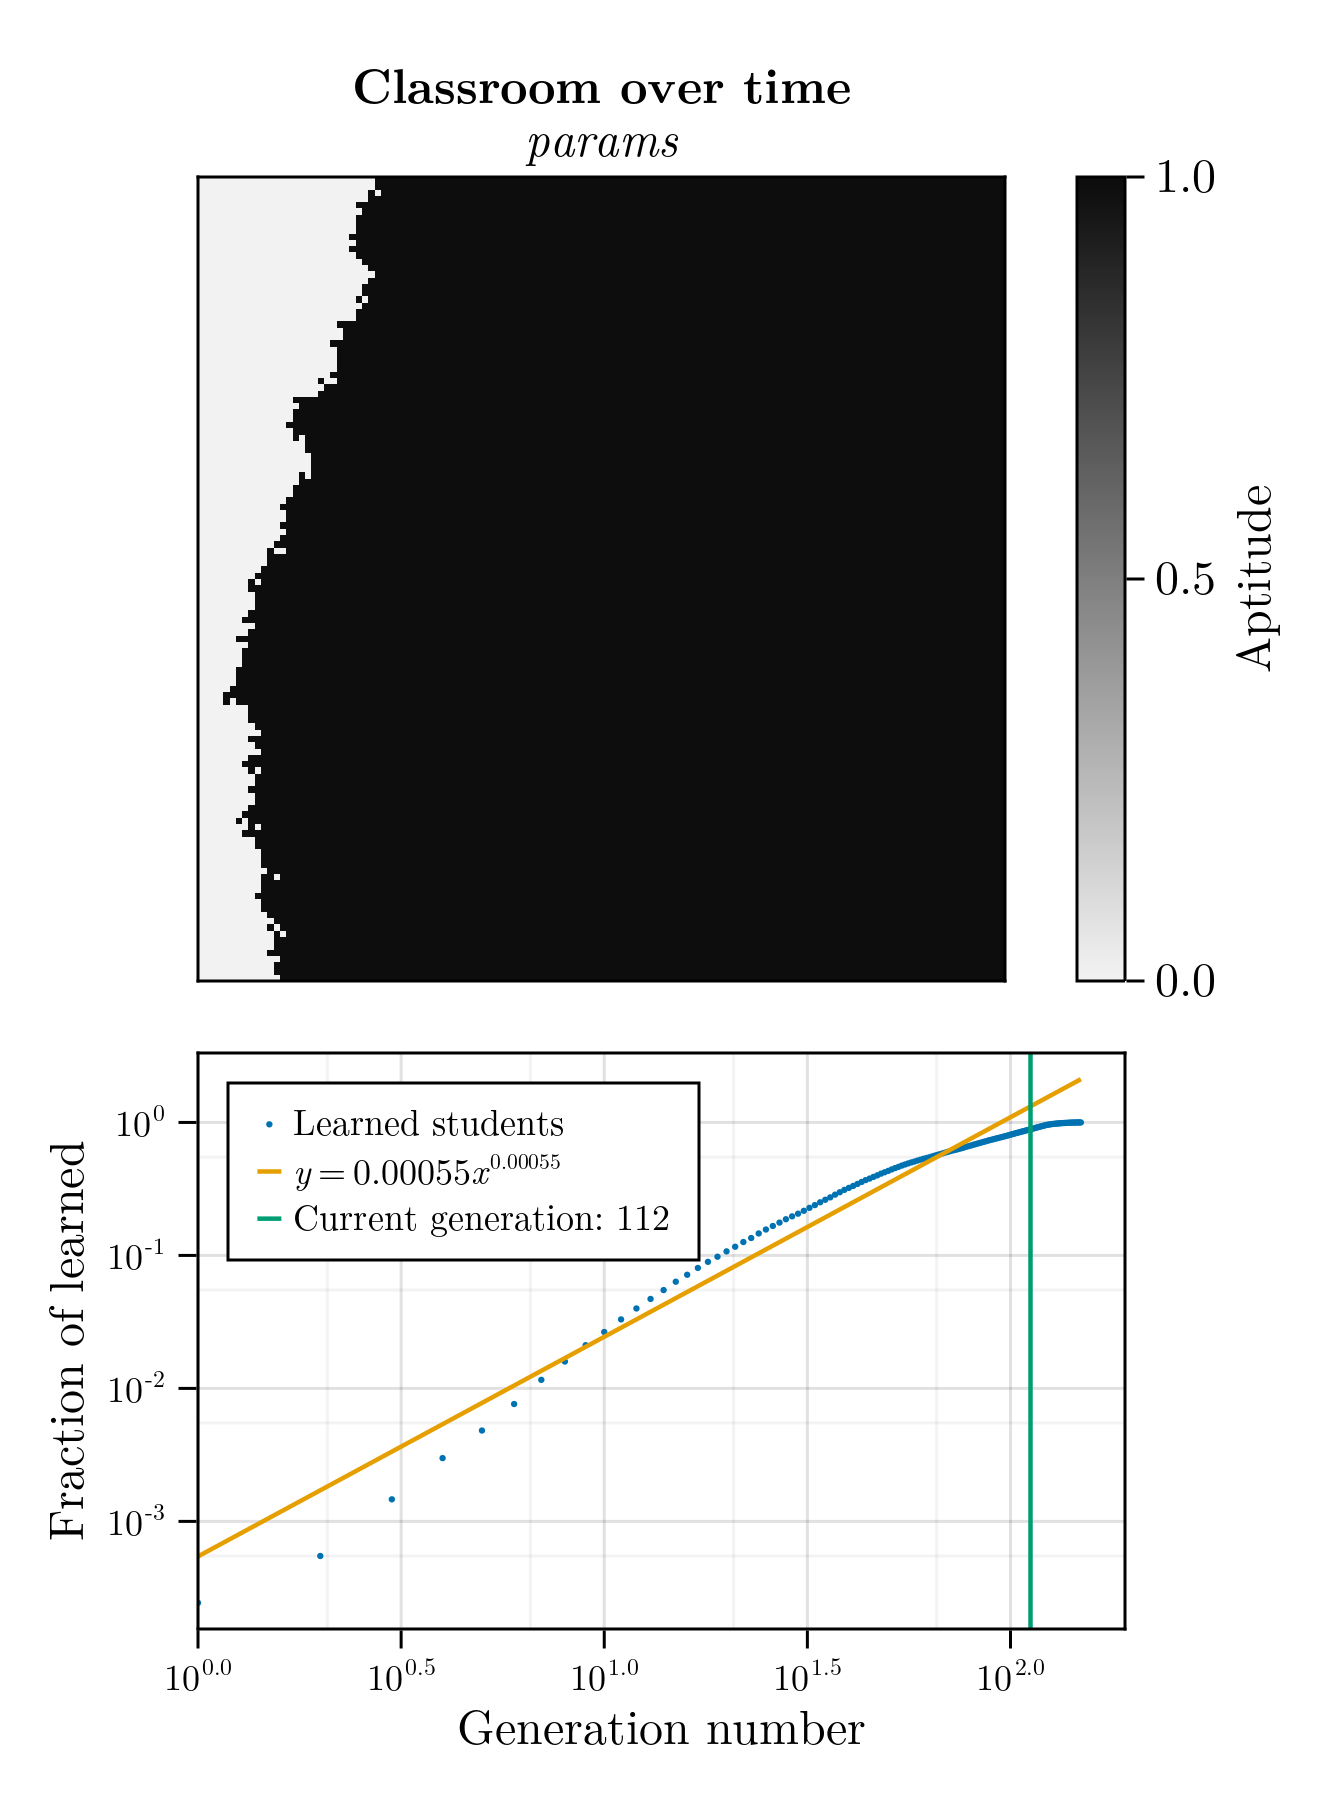 Classroom over time
params
1.0
0.5
0.0
Aptitude
Learned students
y = 0.00055x^0.00055
Current generation: 112
10^0
10^-1
10^-2
10^-3
Fraction of learned
10^0.0 10^0.5 10^1.0 10^1.5 10^2.0
Generation number